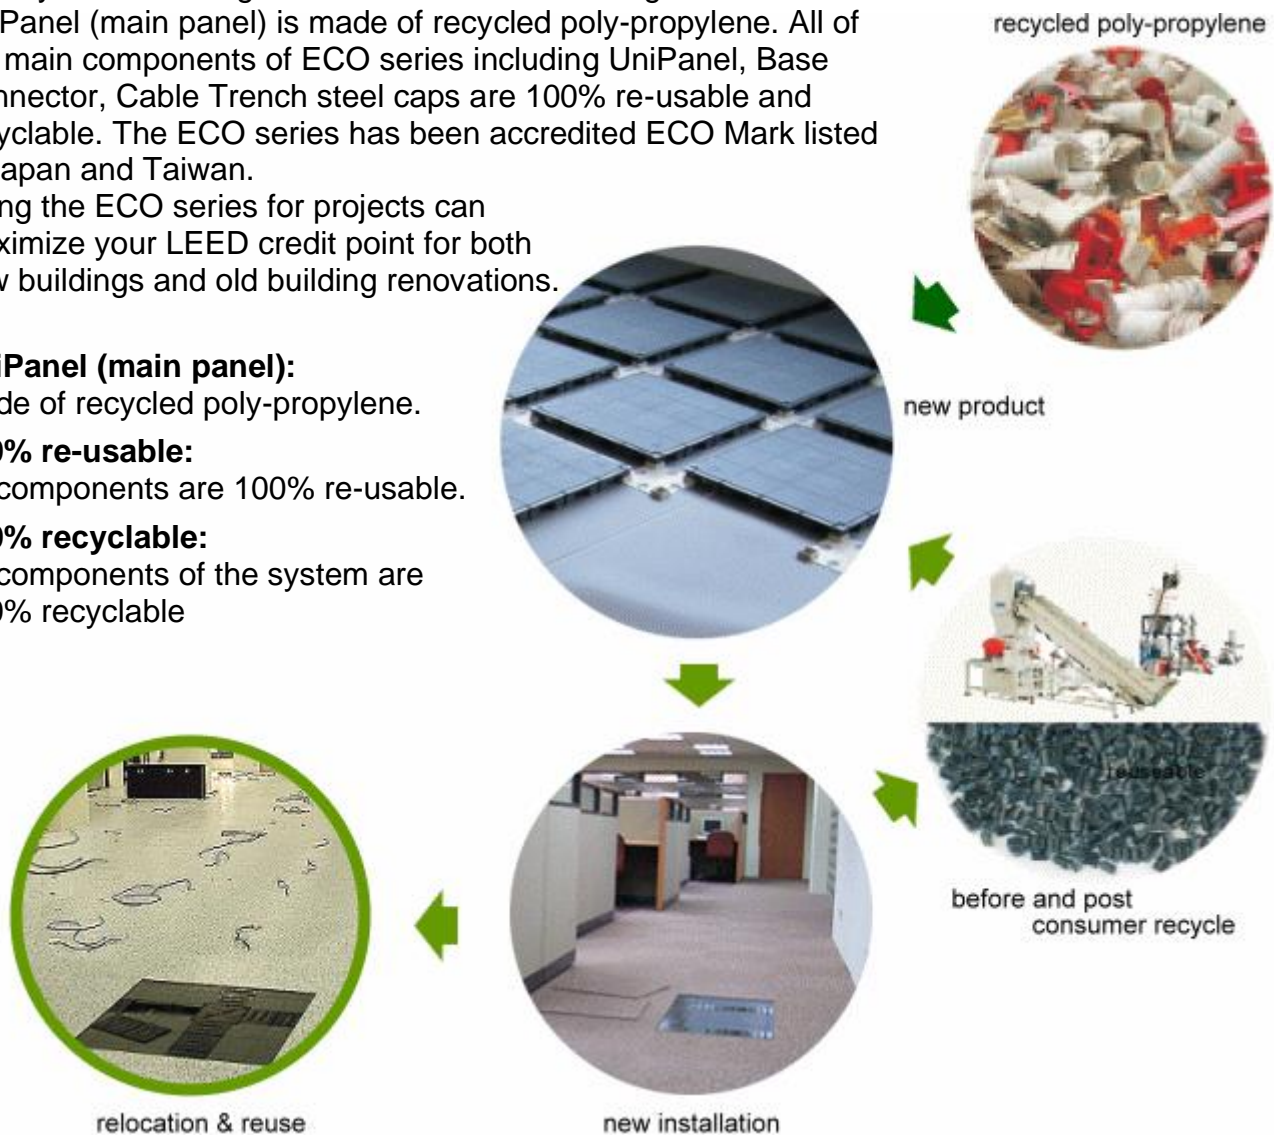 Panel (main panel) is made of recycled poly-propylene. All of
main components of ECO series including UniPanel, Base
nnector, Cable Trench steel caps are 100% re-usable and
yclable. The ECO series has been accredited ECO Mark listed
apan and Taiwan.
ng the ECO series for projects can
ximize your LEED credit point for both
w buildings and old building renovations.
iPanel (main panel):
de of recycled poly-propylene.
0% re-usable:
components are 100% re-usable.
0% recyclable:
components of the system are
0% recyclable
recycled poly-propylene
new product
reuseable
before and post
consumer recycle
new installation
relocation & reuse